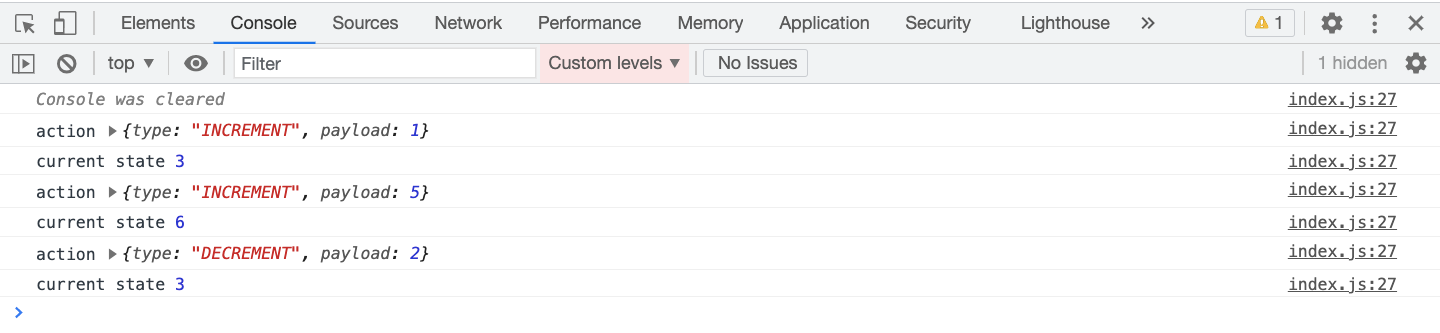 Elements Console Sources Network Performance Memory Application Security Lighthouse » 1
top ▼ Filter Custom levels ▼ No Issues 1 hidden
Console was cleared index.js:27
action ▶{type: "INCREMENT", payload: 1} index.js:27
current state 3 index.js:27
action ▶{type: "INCREMENT", payload: 5} index.js:27
current state 6 index.js:27
action ▶{type: "DECREMENT", payload: 2} index.js:27
current state 3 index.js:27
>